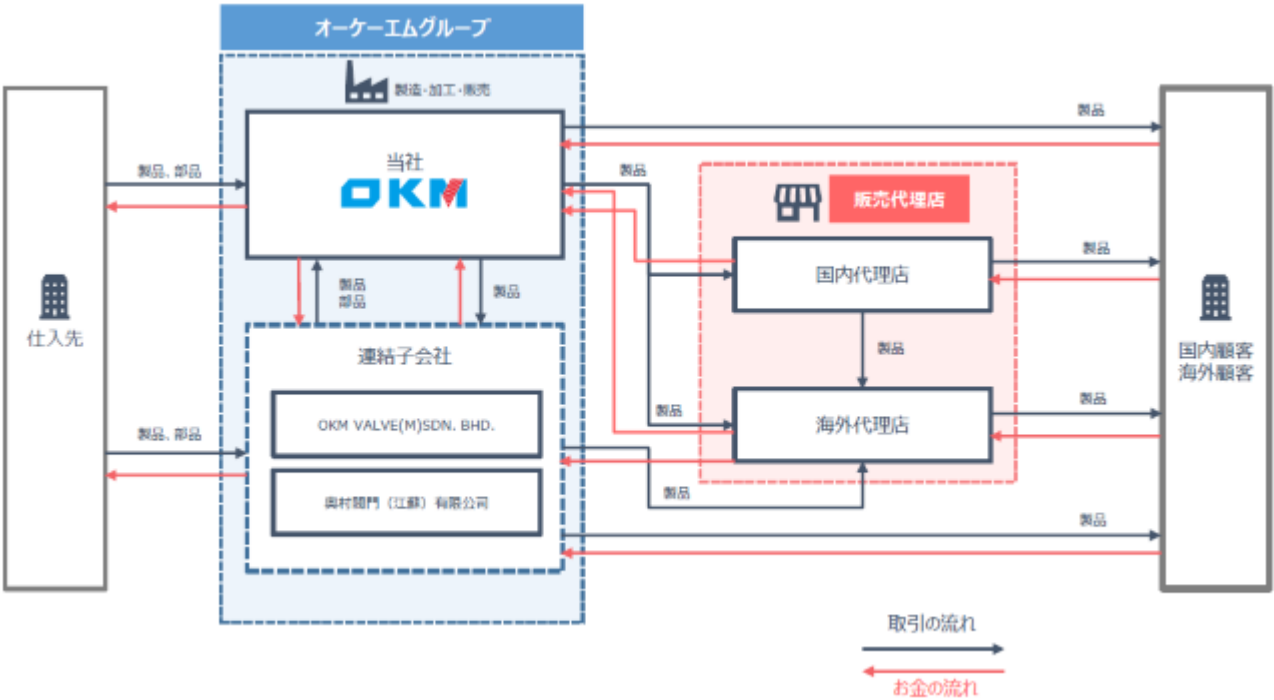 オーケーエムグループ
製造・加工・販売
当社
OKM
製品、部品
製品
部品
製品
連結子会社
OKM VALVE(M)SDN. BHD.
奥村閥門（江蘇）有限公司
製品、部品
仕入先
製品
製品
販売代理店
国内代理店
製品
製品
製品
海外代理店
製品
製品
製品
国内顧客
海外顧客
取引の流れ
お金の流れ